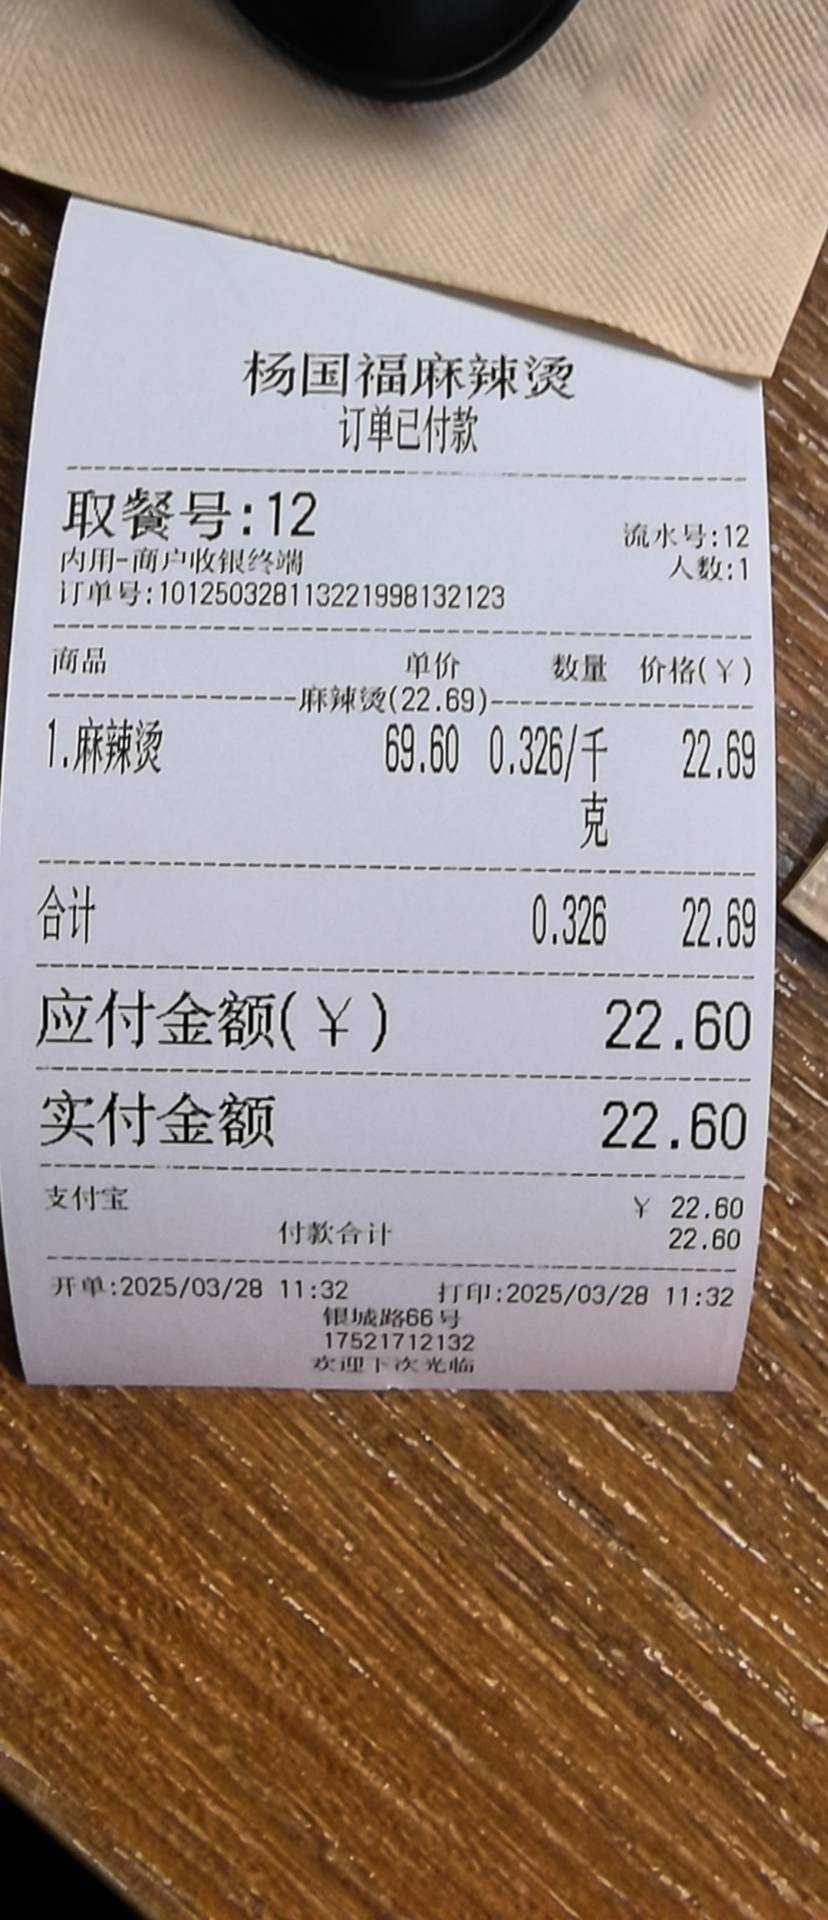 杨国福麻辣烫
订单已付款
取餐号:12
流水号:12
内用-商户收银终端
人数:1
订单号:101250328113221998132123
商品 单价 数量 价格(￥)
麻辣烫(22.69)
1.麻辣烫 69.60 0.326/千克 22.69
合计 0.326 22.69
应付金额(￥) 22.60
实付金额 22.60
支付宝 ￥ 22.60
付款合计 22.60
开单:2025/03/28 11:32 打印:2025/03/28 11:32
银城路66号
17521712132
欢迎下次光临